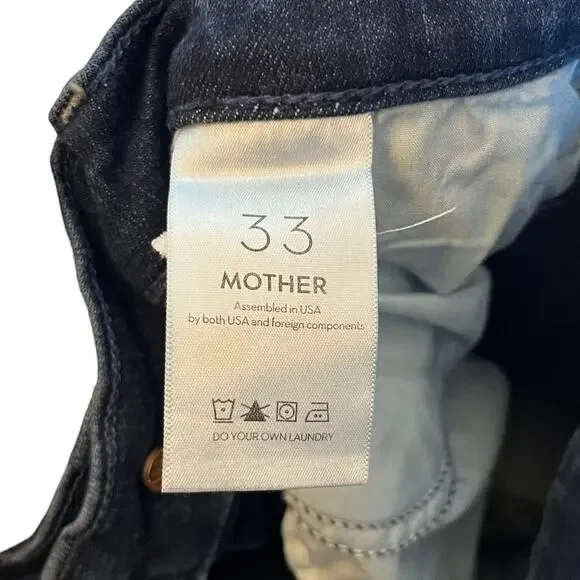 33
MOTHER
Assembled in USA
by both USA and foreign components
DO YOUR OWN LAUNDRY